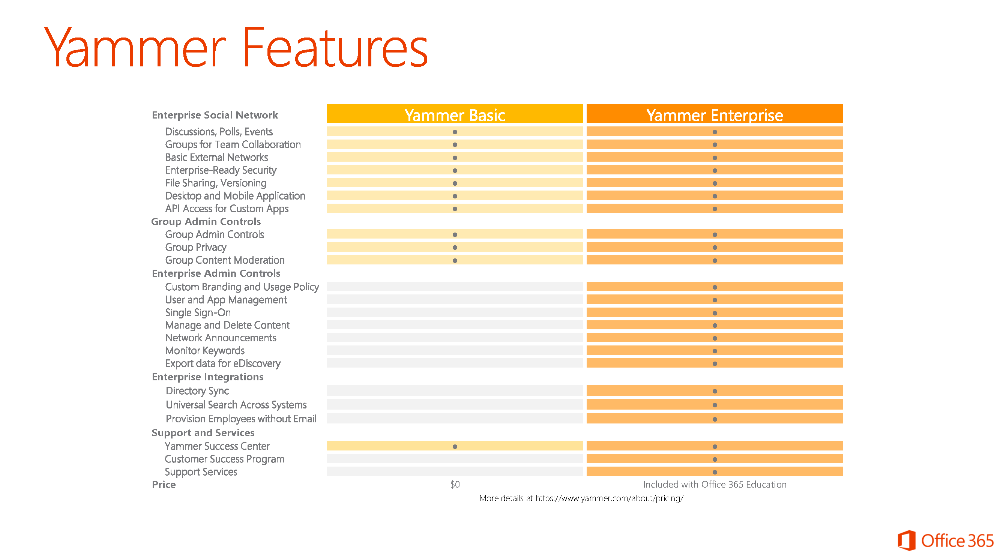 Yammer Features
Enterprise Social Network Yammer Basic Yammer Enterprise
Discussions, Polls, Events ● ●
Groups for Team Collaboration ● ●
Basic External Networks ● ●
Enterprise-Ready Security ● ●
File Sharing, Versioning ● ●
Desktop and Mobile Application ● ●
API Access for Custom Apps ● ●
Group Admin Controls
Group Admin Controls ● ●
Group Privacy ● ●
Group Content Moderation ● ●
Enterprise Admin Controls
Custom Branding and Usage Policy ●
User and App Management ●
Single Sign-On ●
Manage and Delete Content ●
Network Announcements ●
Monitor Keywords ●
Export data for eDiscovery ●
Enterprise Integrations
Directory Sync ●
Universal Search Across Systems ●
Provision Employees without Email ●
Support and Services
Yammer Success Center ● ●
Customer Success Program ●
Support Services ●
Price $0 Included with Office 365 Education
More details at https://www.yammer.com/about/pricing/
Office 365